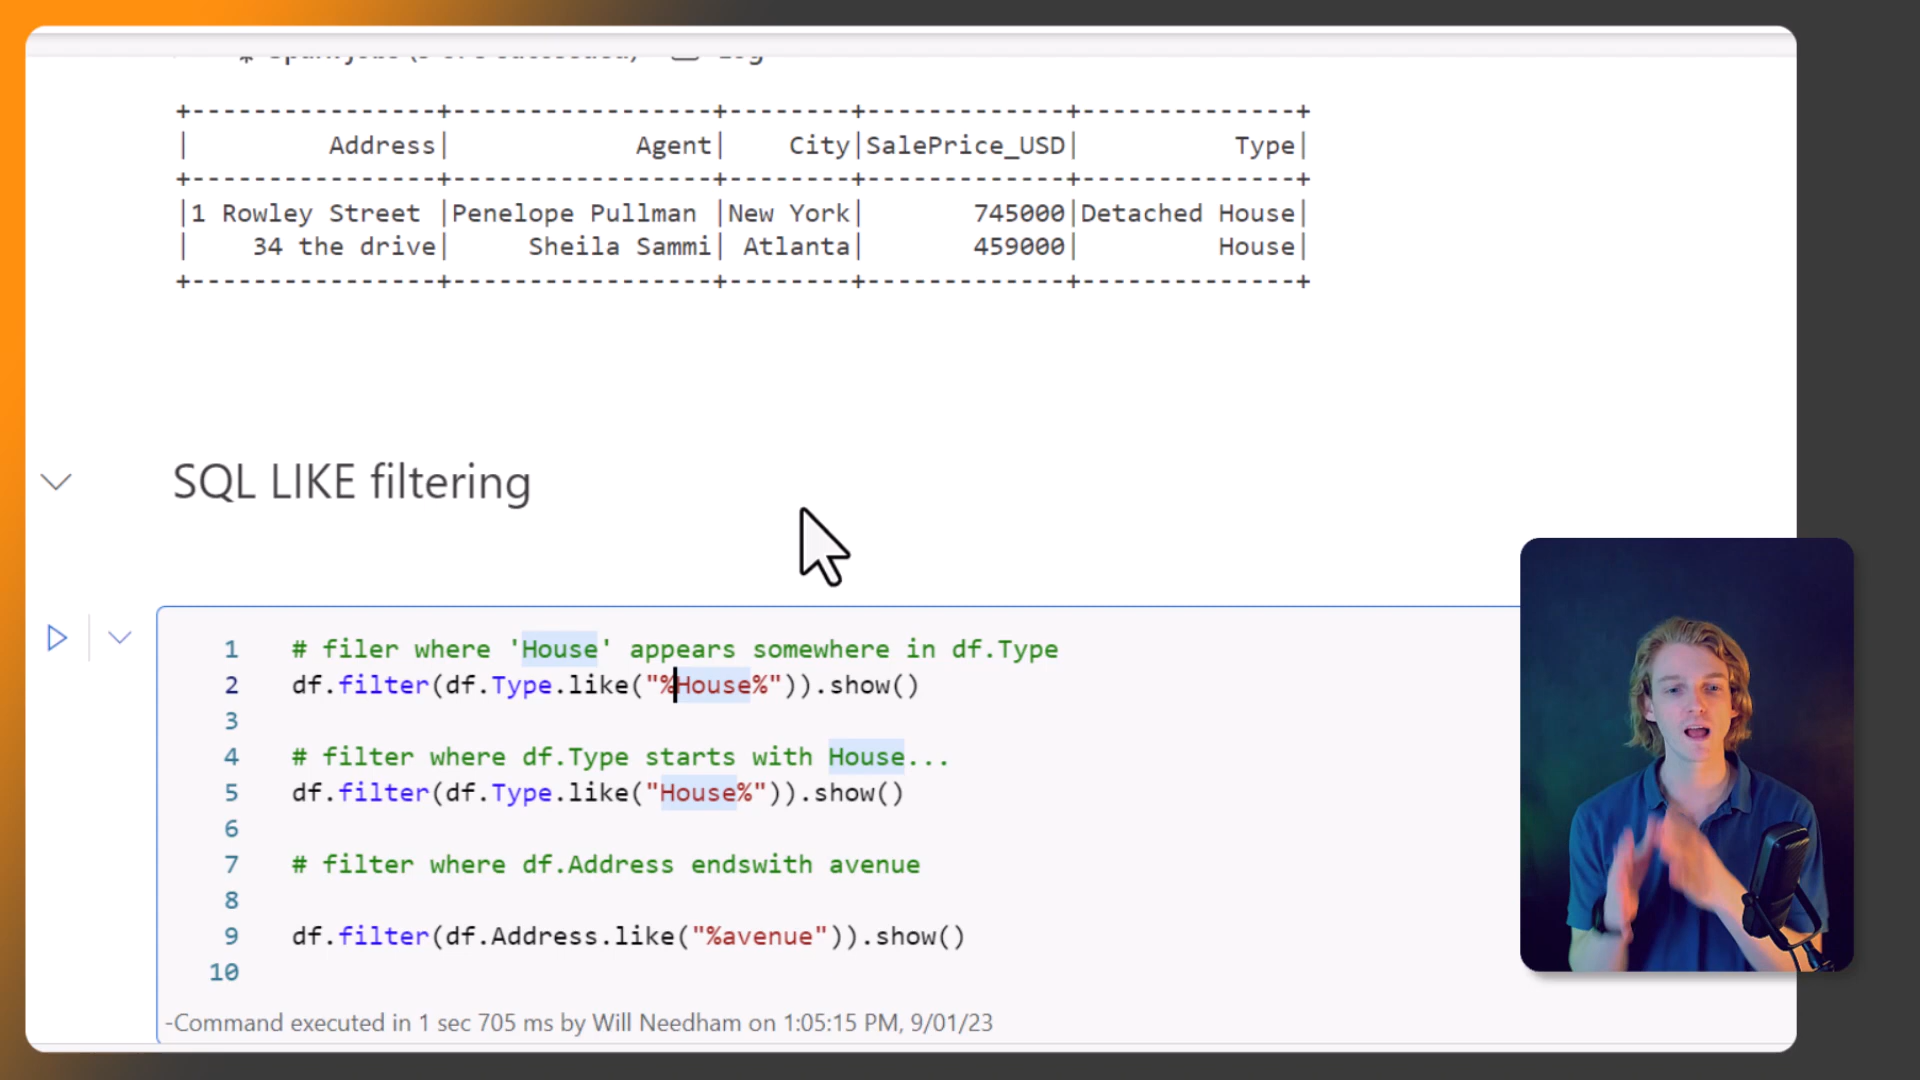 +-----------------+-----------------+--------+-------------+--------------+
| Address| Agent| City|SalePrice_USD| Type|
+-----------------+-----------------+--------+-------------+--------------+
|1 Rowley Street |Penelope Pullman |New York| 745000|Detached House|
| 34 the drive| Sheila Sammi| Atlanta| 459000| House|
+-----------------+-----------------+--------+-------------+--------------+
SQL LIKE filtering
1 # filer where 'House' appears somewhere in df.Type
2 df.filter(df.Type.like("%House%")).show()
3
4 # filter where df.Type starts with House...
5 df.filter(df.Type.like("House%")).show()
6
7 # filter where df.Address endswith avenue
8
9 df.filter(df.Address.like("%avenue")).show()
10
-Command executed in 1 sec 705 ms by Will Needham on 1:05:15 PM, 9/01/23